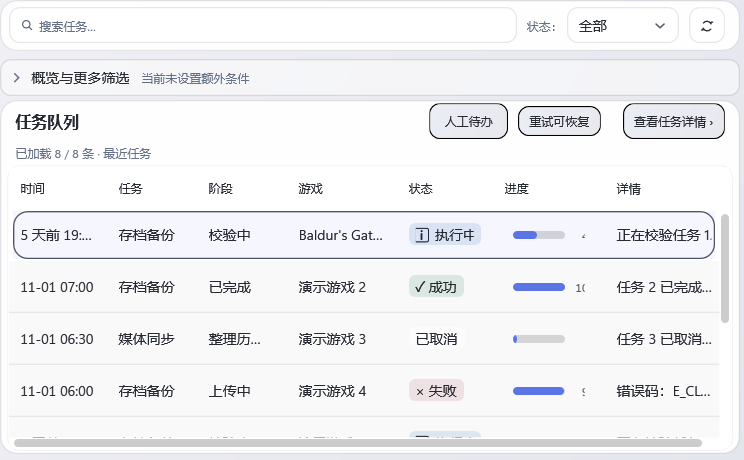 搜索任务... 状态： 全部
概览与更多筛选 当前未设置额外条件
任务队列 人工待办 重试可恢复 查看任务详情 ›
已加载 8 / 8 条 · 最近任务
时间 任务 阶段 游戏 状态 进度 详情
5 天前 19:... 存档备份 校验中 Baldur's Gat... 执行中 正在校验任务 1
11-01 07:00 存档备份 已完成 演示游戏 2 ✓ 成功 10 任务 2 已完成...
11-01 06:30 媒体同步 整理历... 演示游戏 3 已取消 任务 3 已取消...
11-01 06:00 存档备份 上传中 演示游戏 4 × 失败 错误码：E_CL...